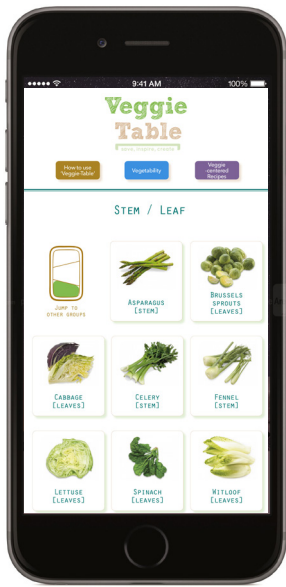 9:41 AM
100%
Veggie
Table
How to use
'Veggie Table'
Vegetability
Veggie
-centered
Recipes
STEM / LEAF
JUMP TO
OTHER GROUPS
ASPARAGUS
[STEM]
BRUSSELS
SPROUTS
[LEAVES]
CABBAGE
[LEAVES]
CELERY
[STEM]
FENNEL
[STEM]
LETTUSE
[LEAVES]
SPINACH
[LEAVES]
WITLOOF
[LEAVES]